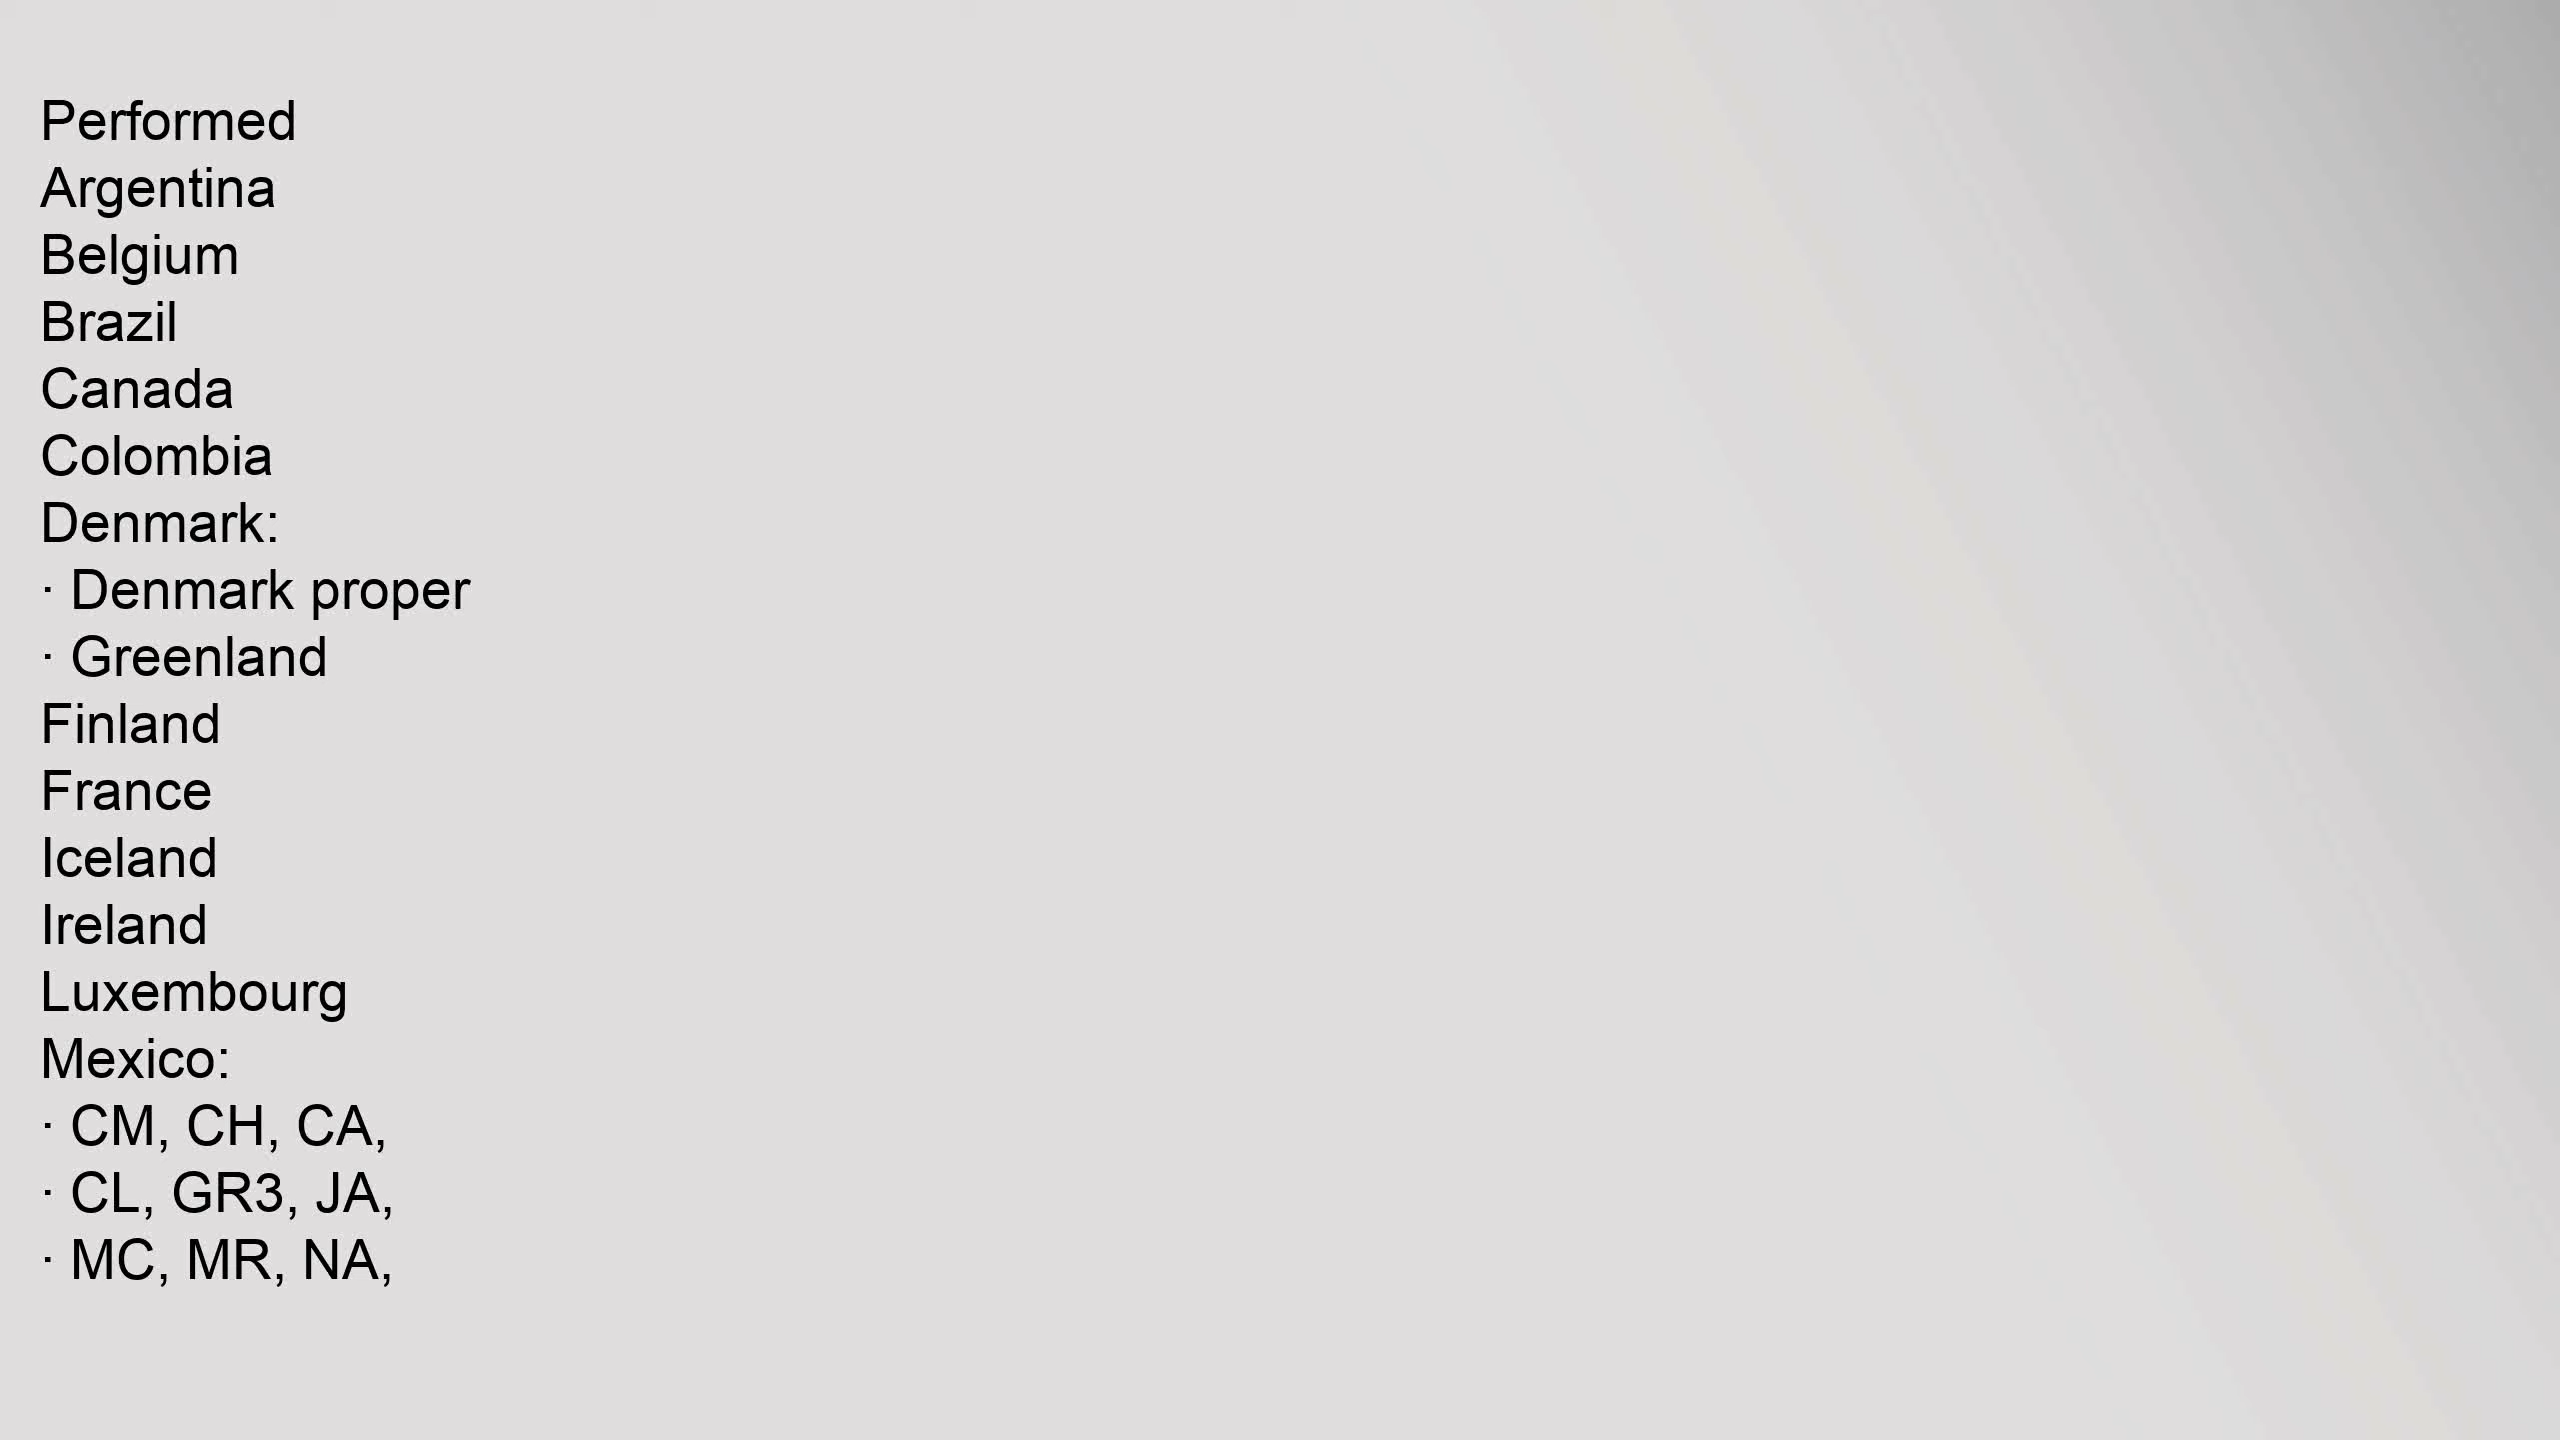 Performed
Argentina
Belgium
Brazil
Canada
Colombia
Denmark:
· Denmark proper
· Greenland
Finland
France
Iceland
Ireland
Luxembourg
Mexico:
· CM, CH, CA,
· CL, GR3, JA,
· MC, MR, NA,